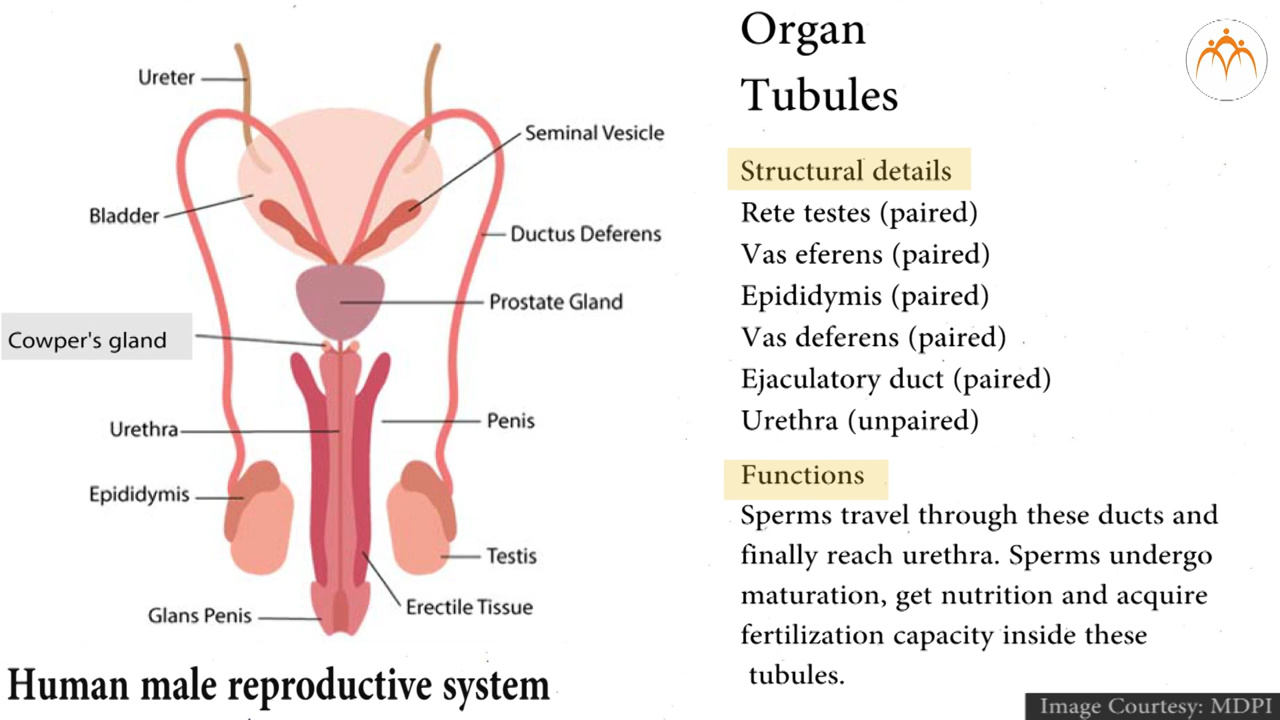 Ureter
Seminal Vesicle
Bladder
Ductus Deferens
Prostate Gland
Cowper's gland
Urethra
Penis
Epididymis
Testis
Erectile Tissue
Glans Penis
Human male reproductive system
Organ
Tubules
Structural details
Rete testes (paired)
Vas eferens (paired)
Epididymis (paired)
Vas deferens (paired)
Ejaculatory duct (paired)
Urethra (unpaired)
Functions
Sperms travel through these ducts and
finally reach urethra. Sperms undergo
maturation, get nutrition and acquire
fertilization capacity inside these
tubules.
Image Courtesy: MDPI